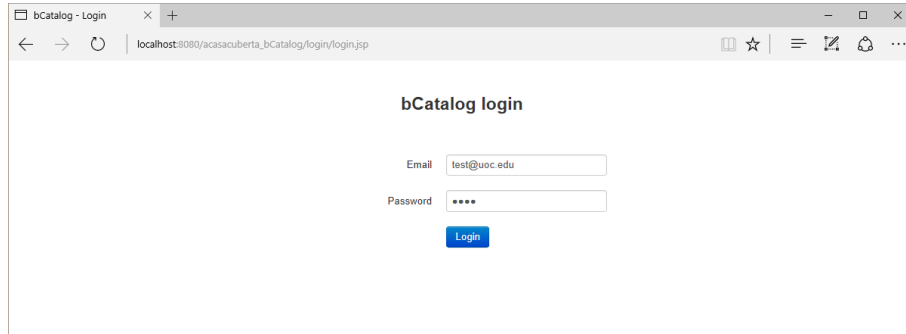 bCatalog - Login
localhost:8080/acasacuberta_bCatalog/login/login.jsp
bCatalog login
Email test@uoc.edu
Password ••••
Login